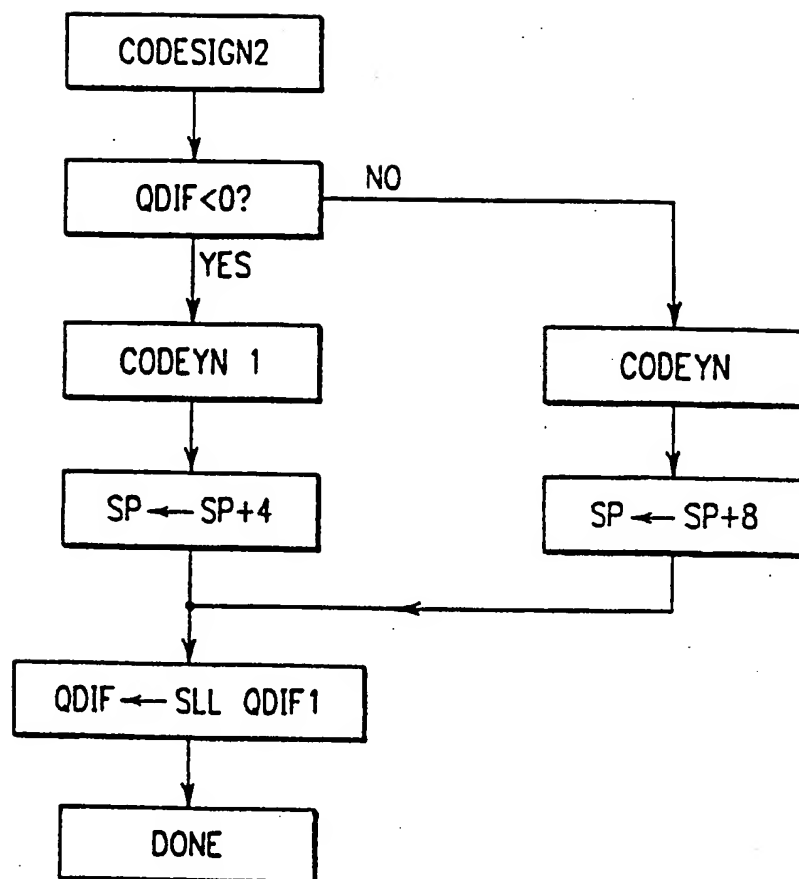 CODESIGN2
QDIF<0?
NO
YES
CODEYN 1
CODEYN
SP ← SP+4
SP ← SP+8
QDIF ← SLL QDIF1
DONE